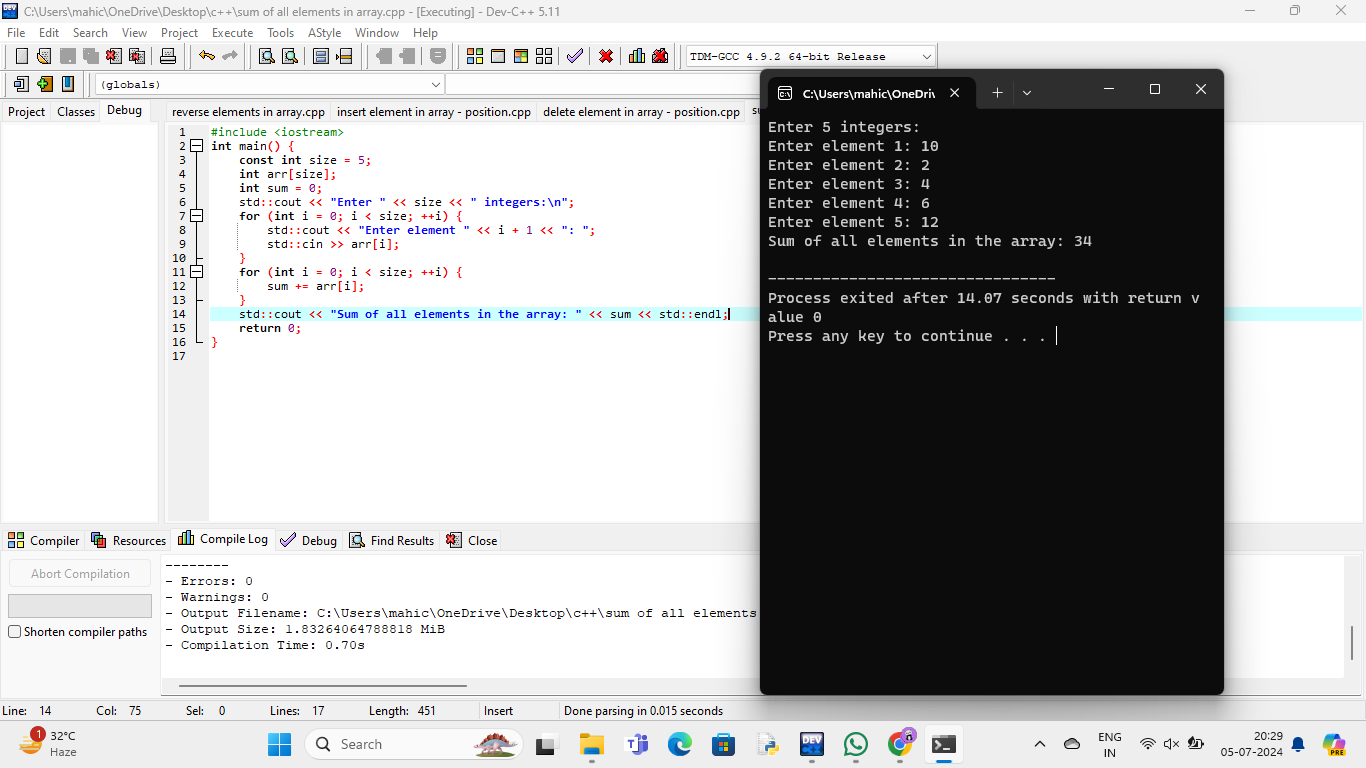 C:\Users\mahic\OneDrive\Desktop\c++\sum of all elements in array.cpp - [Executing] - Dev-C++ 5.11
File Edit Search View Project Execute Tools AStyle Window Help
TDM-GCC 4.9.2 64-bit Release
(globals)
Project Classes Debug
reverse elements in array.cpp insert element in array - position.cpp delete element in array - position.cpp
1 #include <iostream>
2 int main() {
3 const int size = 5;
4 int arr[size];
5 int sum = 0;
6 std::cout << "Enter " << size << " integers:\n";
7 for (int i = 0; i < size; ++i) {
8 std::cout << "Enter element " << i + 1 << ": ";
9 std::cin >> arr[i];
10 }
11 for (int i = 0; i < size; ++i) {
12 sum += arr[i];
13 }
14 std::cout << "Sum of all elements in the array: " << sum << std::endl;
15 return 0;
16 }
17
C:\Users\mahic\OneDri
Enter 5 integers:
Enter element 1: 10
Enter element 2: 2
Enter element 3: 4
Enter element 4: 6
Enter element 5: 12
Sum of all elements in the array: 34
--------------------------------
Process exited after 14.07 seconds with return v
alue 0
Press any key to continue . . .
Compiler Resources Compile Log Debug Find Results Close
Abort Compilation
Shorten compiler paths
--------
- Errors: 0
- Warnings: 0
- Output Filename: C:\Users\mahic\OneDrive\Desktop\c++\sum of all elements
- Output Size: 1.83264064788818 MiB
- Compilation Time: 0.70s
Line: 14 Col: 75 Sel: 0 Lines: 17 Length: 451 Insert Done parsing in 0.015 seconds
1
32°C
Haze
Search
DEV
ENG
IN
20:29
05-07-2024
PRE